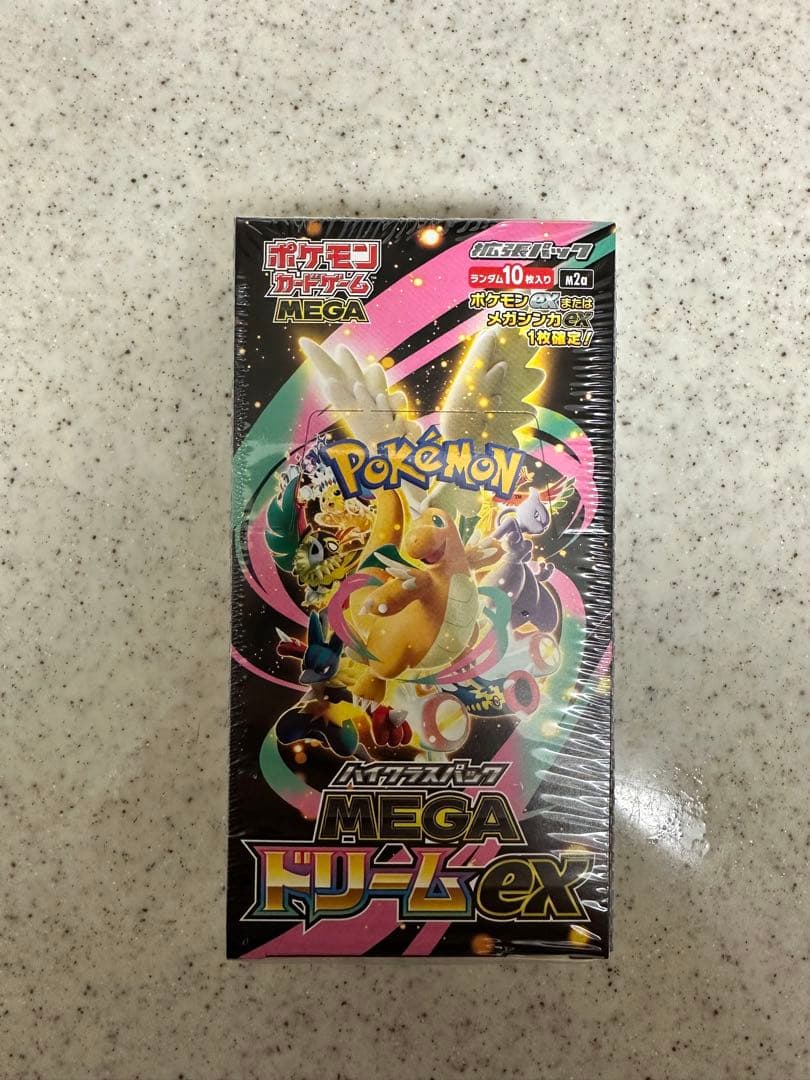 ポケモン
カードゲーム
MEGA
拡張パック
ランダム10枚入り
M2a
ポケモンexまたは
メガシンカex
1枚確定!
POKéMON
TM
ハイクラスパック
MEGA
ドリームex